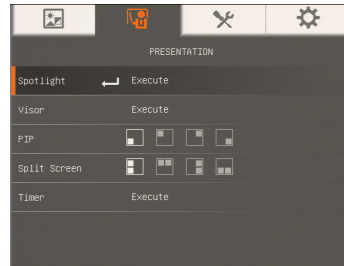 PRESENTATION
Spotlight Execute
Visor Execute
PIP
Split Screen
Timer Execute